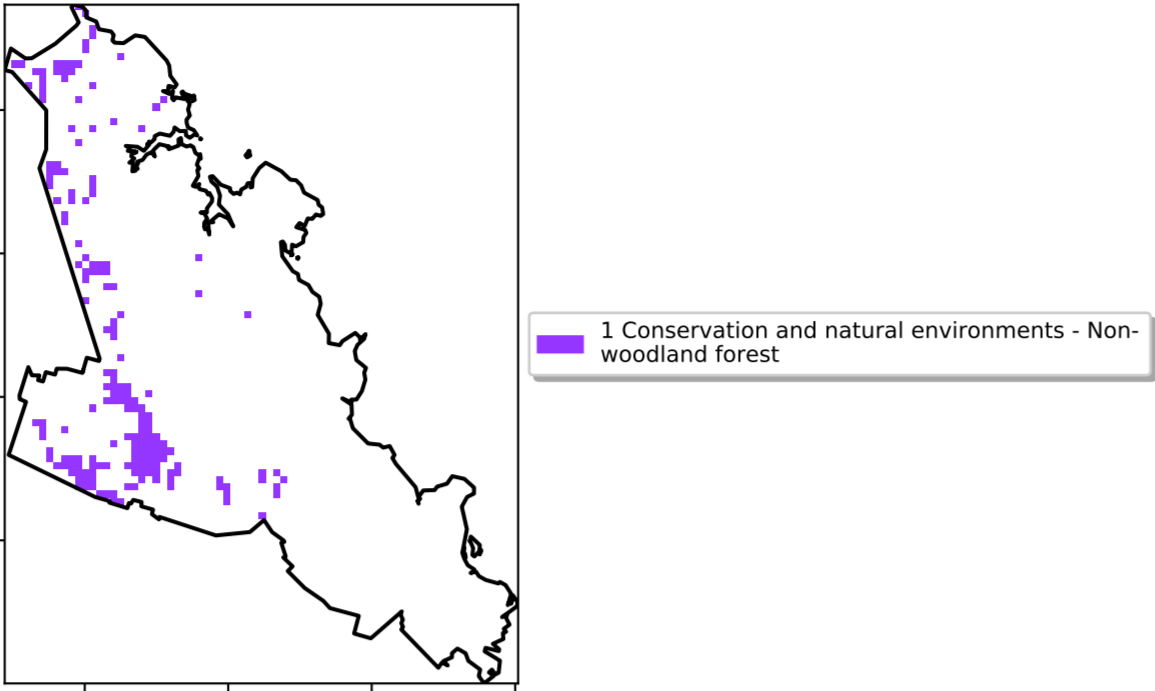 1 Conservation and natural environments - Non-
woodland forest